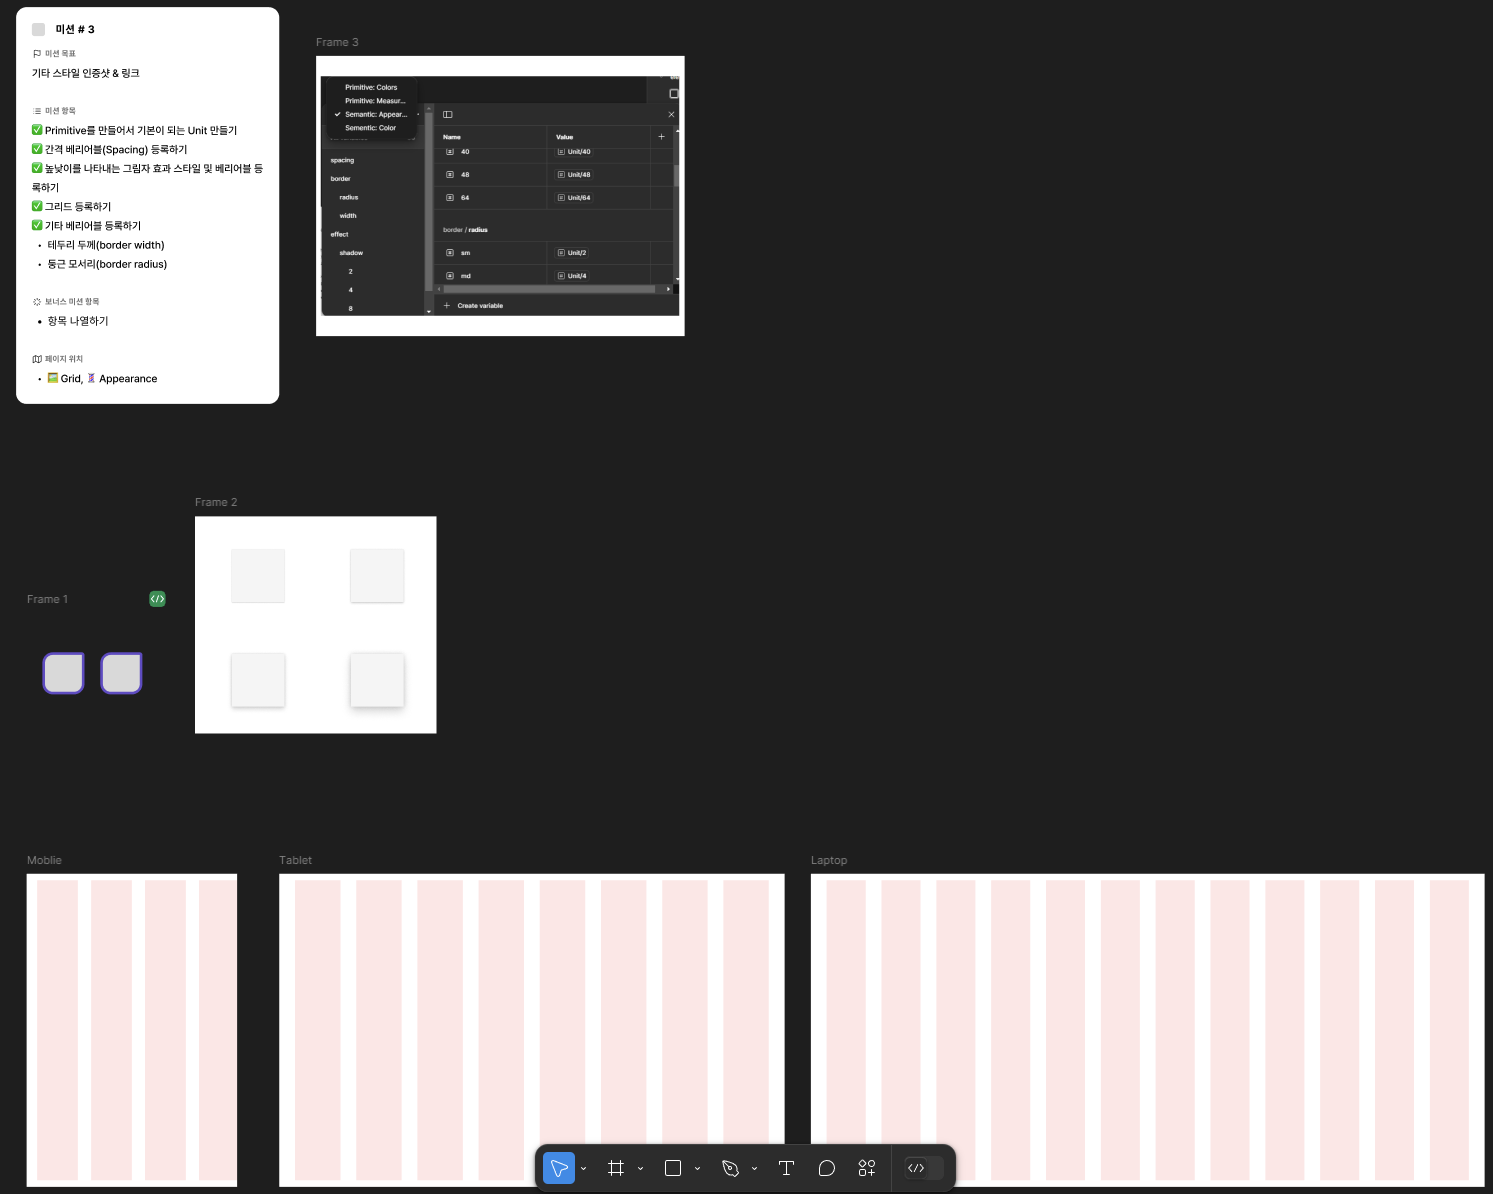 미션 # 3
미션 목표
기타 스타일 인증샷 & 링크
미션 항목
✅ Primitive를 만들어서 기본이 되는 Unit 만들기
✅ 간격 베리어블(Spacing) 등록하기
✅ 높낮이를 나타내는 그림자 효과 스타일 및 베리어블 등
록하기
✅ 그리드 등록하기
✅ 기타 베리어블 등록하기
• 테두리 두께(border width)
• 둥근 모서리(border radius)
보너스 미션 항목
• 항목 나열하기
페이지 위치
• 🖼️ Grid, 🧬 Appearance
Frame 3
Primitive: Colors
Primitive: Measur...
Semantic: Appear...
Sementic: Color
spacing
border
radius
width
effect
shadow
2
4
8
Name Value
40 Unit/40
48 Unit/48
64 Unit/64
border / radius
sm Unit/2
md Unit/4
Create variable
Frame 2
Frame 1
Moblie
Tablet
Laptop